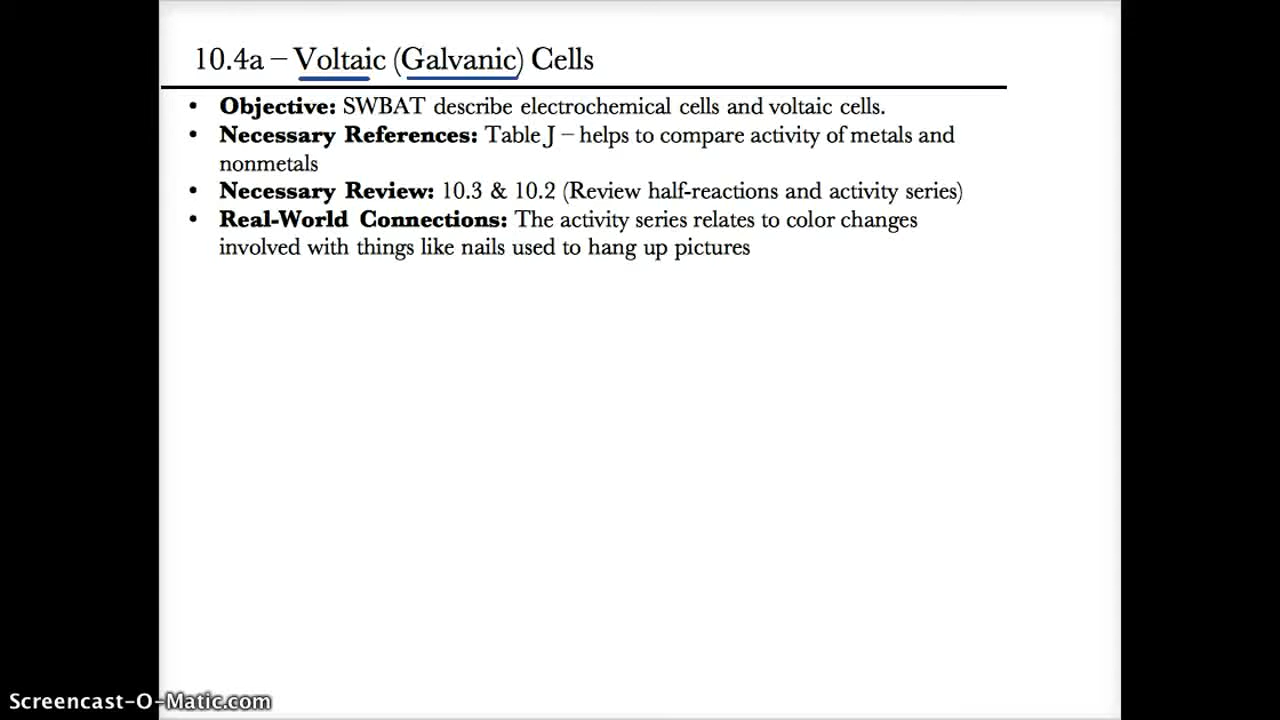 10.4a – Voltaic (Galvanic) Cells
• Objective: SWBAT describe electrochemical cells and voltaic cells.
• Necessary References: Table J – helps to compare activity of metals and
nonmetals
• Necessary Review: 10.3 & 10.2 (Review half-reactions and activity series)
• Real-World Connections: The activity series relates to color changes
involved with things like nails used to hang up pictures
Screencast-O-Matic.com